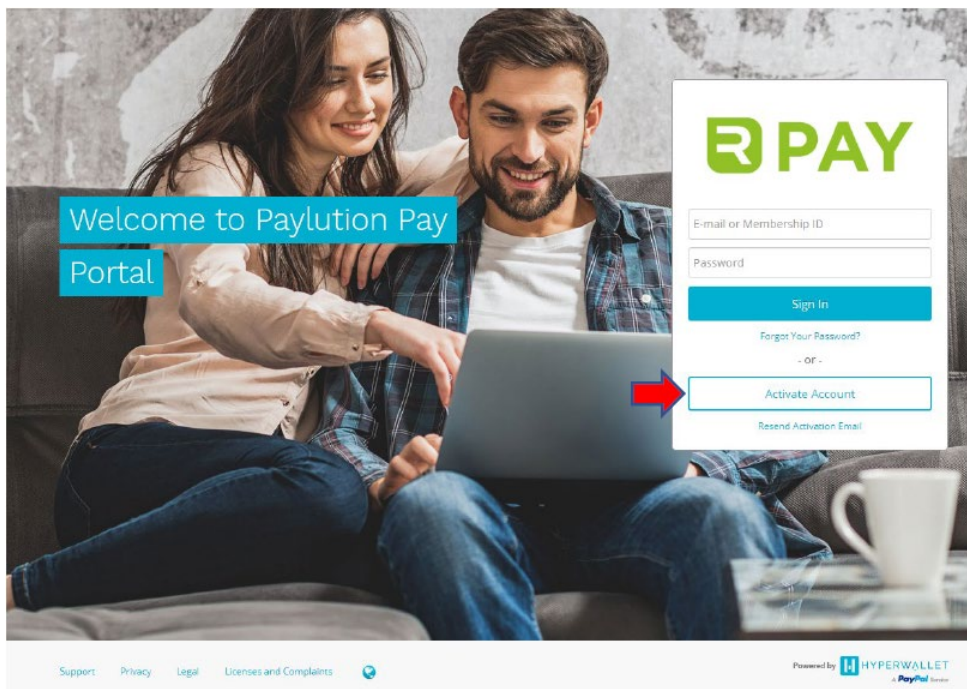 R PAY
Welcome to Paylution Pay
Portal
E-mail or Membership ID
Password
Sign In
Forgot Your Password?
- or -
Activate Account
Resend Activation Email
Support Privacy Legal Licenses and Complaints
Powered by HYPERWALLET
A PayPal Service